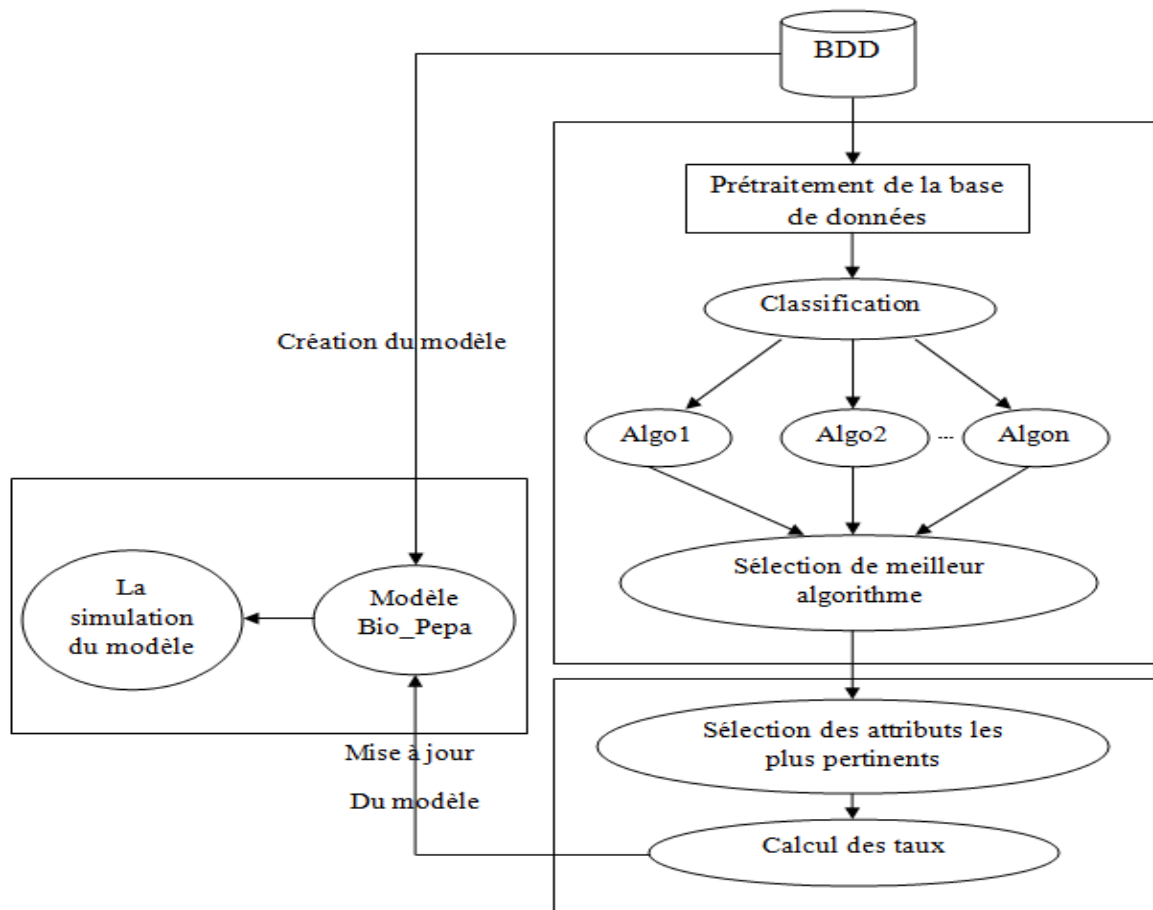 BDD
Prétraitement de la base
de données
Classification
Création du modèle
Algo1
Algo2
...
Algon
Sélection de meilleur
algorithme
La
simulation
du modèle
Modèle
Bio_Pepa
Sélection des attributs les
plus pertinents
Mise à jour
Du modèle
Calcul des taux